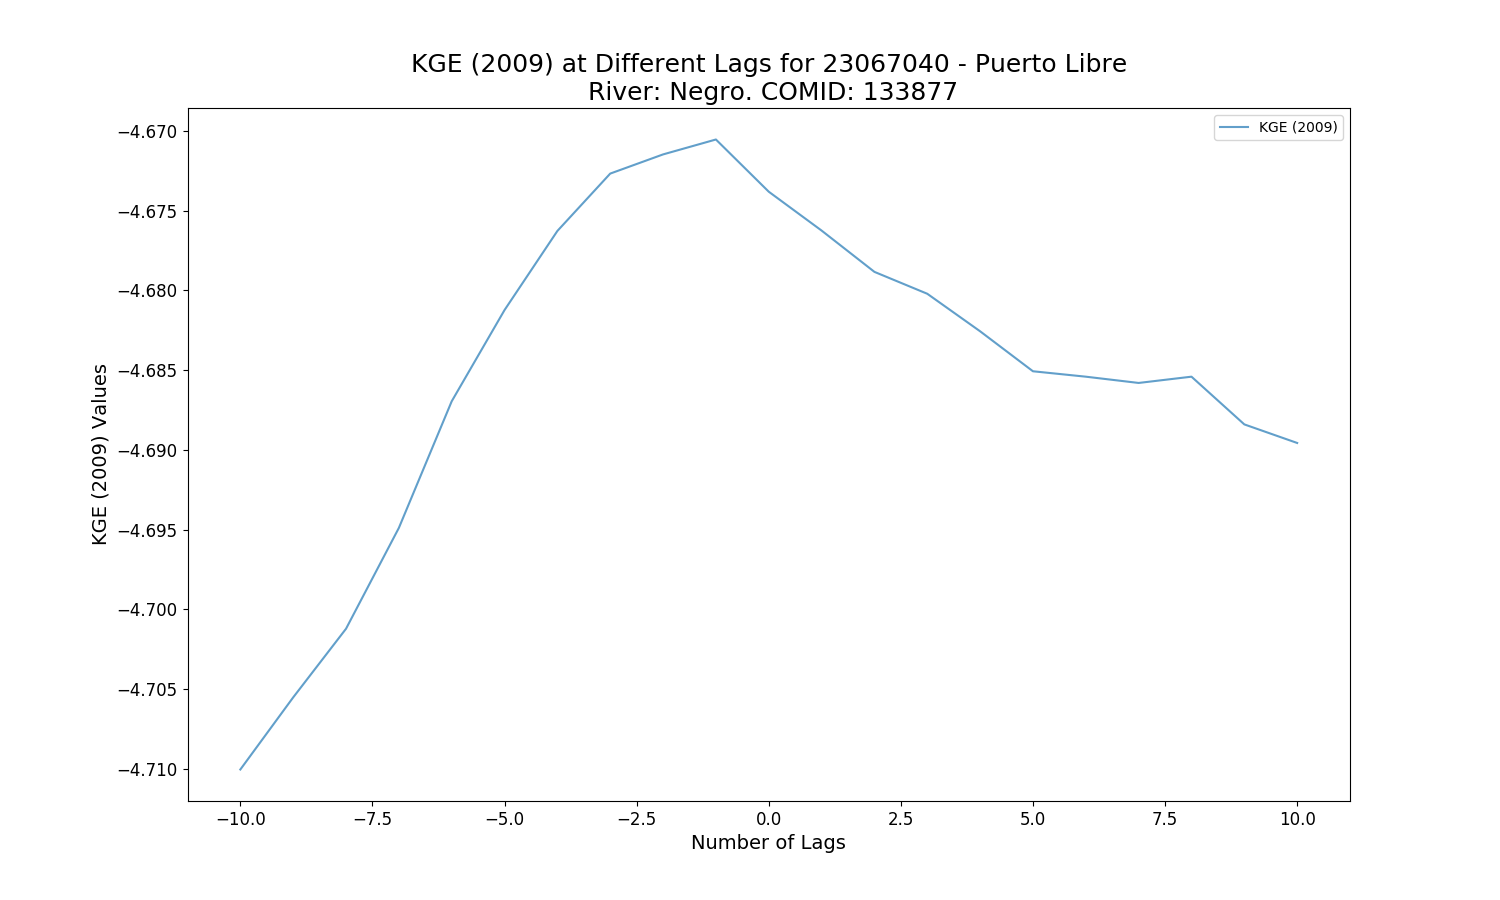 KGE (2009) at Different Lags for 23067040 - Puerto Libre
River: Negro. COMID: 133877
KGE (2009)
−4.670
−4.675
−4.680
−4.685
−4.690
−4.695
−4.700
−4.705
−4.710
KGE (2009) Values
−10.0 −7.5 −5.0 −2.5 0.0 2.5 5.0 7.5 10.0
Number of Lags